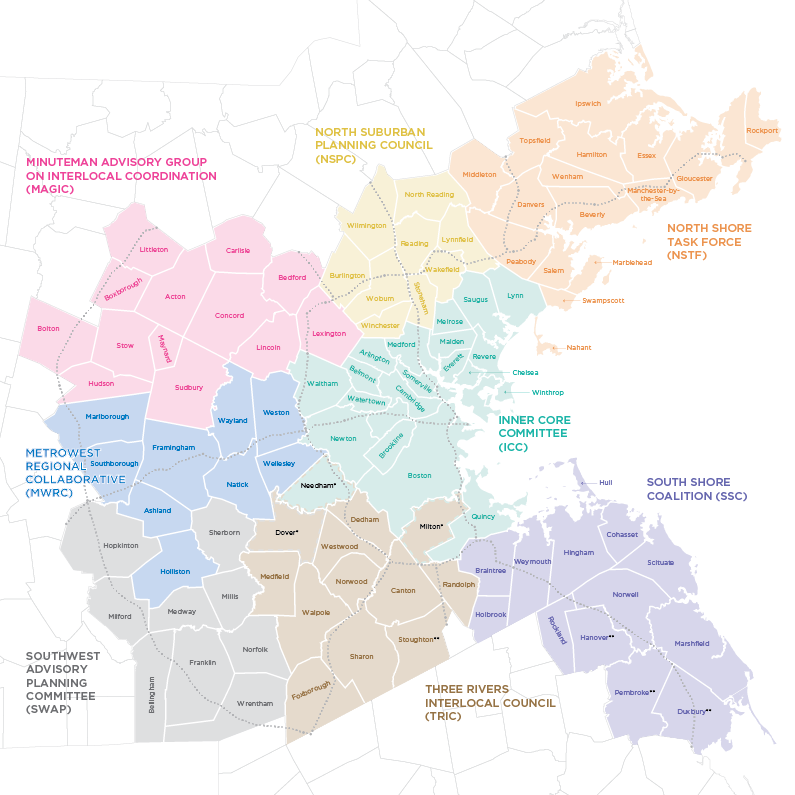 NORTH SUBURBAN
PLANNING COUNCIL
(NSPC)
MINUTEMAN ADVISORY GROUP
ON INTERLOCAL COORDINATION
(MAGIC)
NORTH SHORE
TASK FORCE
(NSTF)
METROWEST
REGIONAL
COLLABORATIVE
(MWRC)
INNER CORE
COMMITTEE
(ICC)
SOUTH SHORE
COALITION (SSC)
SOUTHWEST
ADVISORY
PLANNING
COMMITTEE
(SWAP)
THREE RIVERS
INTERLOCAL COUNCIL
(TRIC)
Ipswich
Rockport
Topsfield
Hamilton
Essex
Gloucester
Wenham
Manchester-by-
the-Sea
Middleton
Danvers
Beverly
Peabody
Salem
Marblehead
Swampscott
Nahant
North Reading
Wilmington
Reading
Lynnfield
Wakefield
Burlington
Woburn
Stoneham
Winchester
Littleton
Carlisle
Boxborough
Acton
Bedford
Concord
Bolton
Stow
Maynard
Lincoln
Lexington
Hudson
Sudbury
Saugus
Lynn
Melrose
Medford
Malden
Everett
Revere
Chelsea
Winthrop
Arlington
Belmont
Somerville
Cambridge
Waltham
Watertown
Newton
Brookline
Boston
Needham*
Quincy
Milton*
Marlborough
Wayland
Weston
Framingham
Southborough
Natick
Wellesley
Ashland
Holliston
Hopkinton
Sherborn
Millis
Medway
Milford
Norfolk
Franklin
Bellingham
Wrentham
Dover*
Dedham
Westwood
Medfield
Norwood
Canton
Randolph
Walpole
Stoughton**
Sharon
Foxborough
Hull
Cohasset
Hingham
Scituate
Weymouth
Braintree
Holbrook
Norwell
Rockland
Hanover**
Marshfield
Pembroke**
Duxbury**